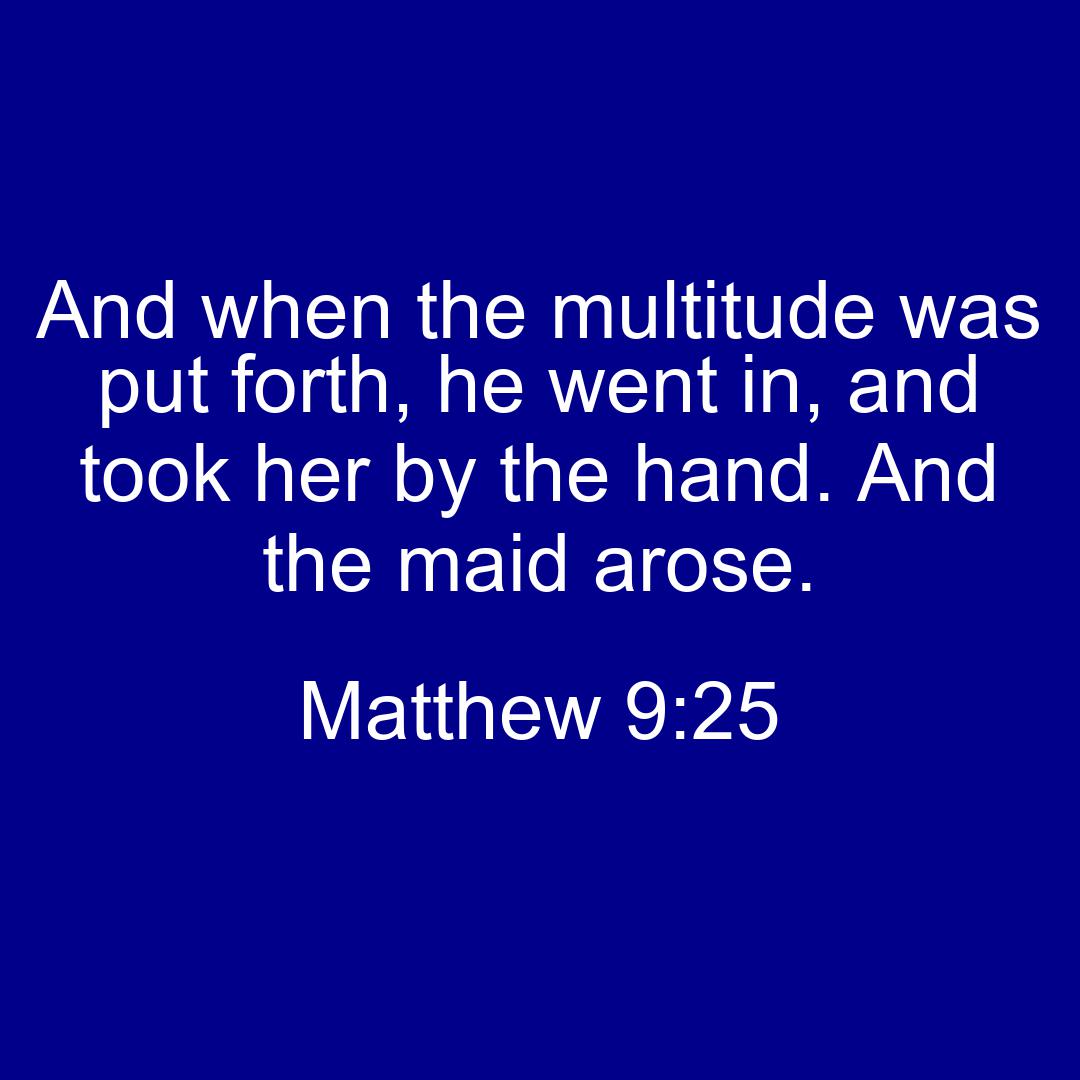 And when the multitude was
put forth, he went in, and
took her by the hand. And
the maid arose.
Matthew 9:25